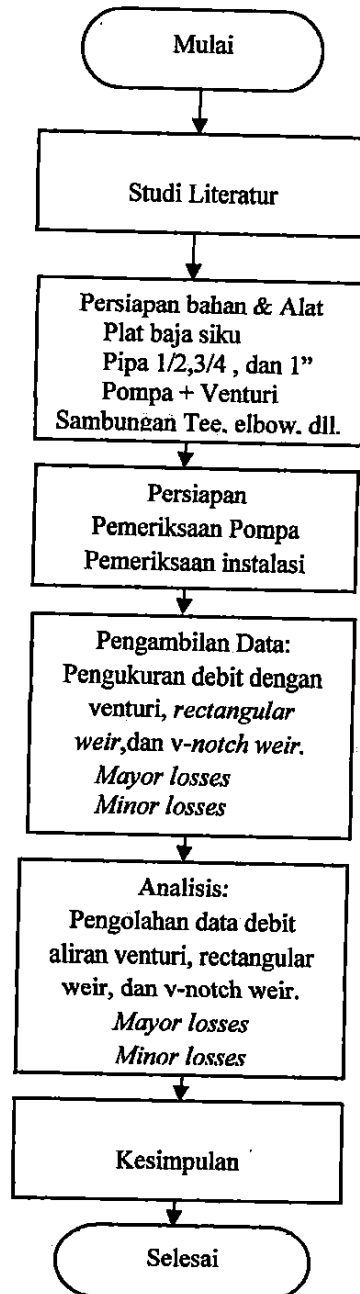 Mulai
Studi Literatur
Persiapan bahan & Alat
Plat baja siku
Pipa 1/2,3/4 , dan 1”
Pompa + Venturi
Sambungan Tee, elbow, dll.
Persiapan
Pemeriksaan Pompa
Pemeriksaan instalasi
Pengambilan Data:
Pengukuran debit dengan
venturi, rectangular
weir,dan v-notch weir.
Mayor losses
Minor losses
Analisis:
Pengolahan data debit
aliran venturi, rectangular
weir, dan v-notch weir.
Mayor losses
Minor losses
Kesimpulan
Selesai